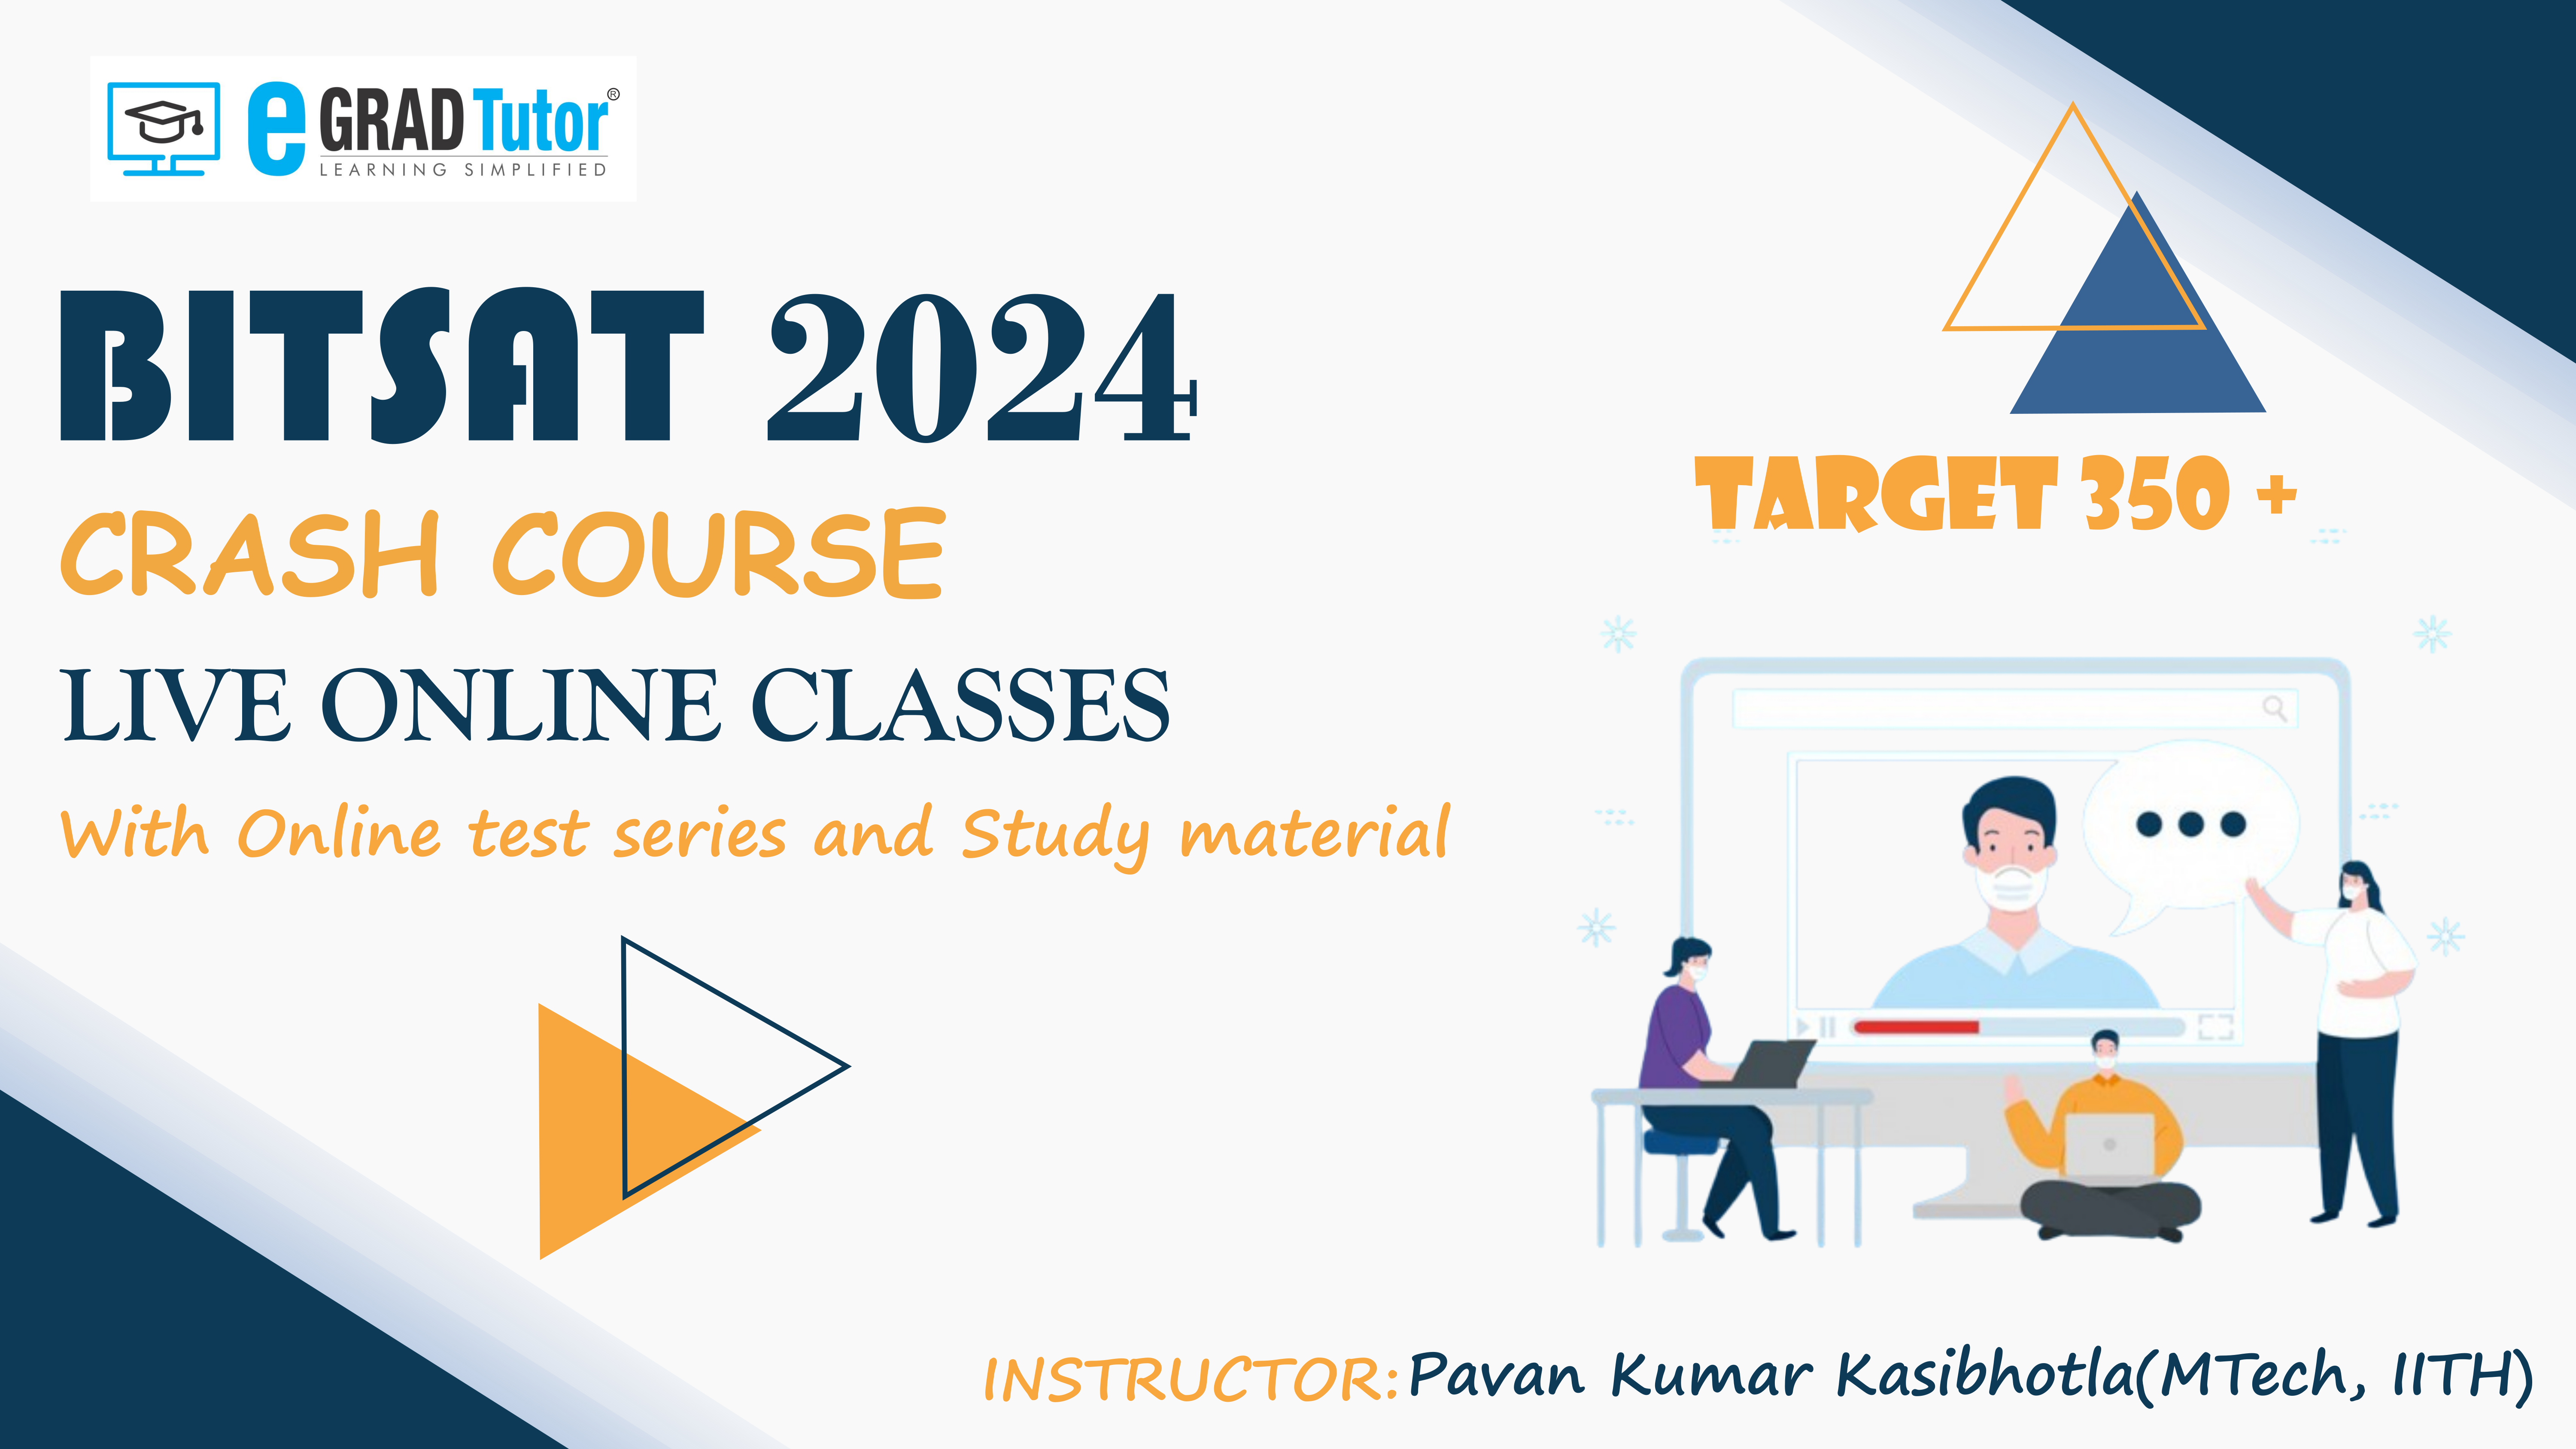 e GRAD Tutor®
LEARNING SIMPLIFIED
BITSAT 2024
CRASH COURSE
LIVE ONLINE CLASSES
With Online test series and Study material
TARGET 350 +
INSTRUCTOR: Pavan Kumar Kasibhotla(MTech, IITH)